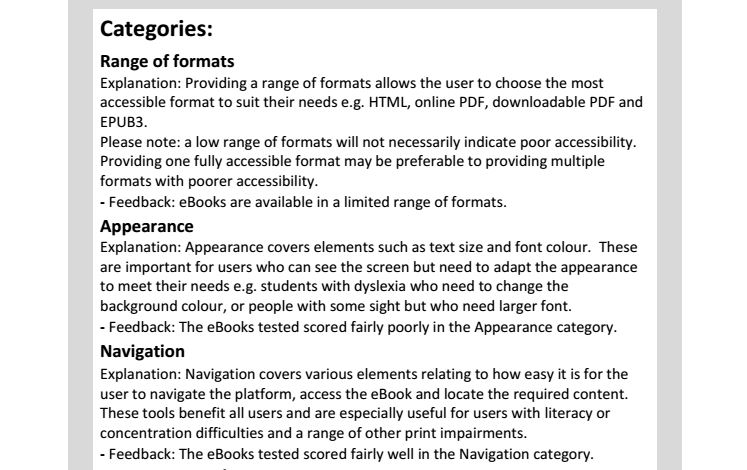 Categories:
Range of formats
Explanation: Providing a range of formats allows the user to choose the most
accessible format to suit their needs e.g. HTML, online PDF, downloadable PDF and
EPUB3.
Please note: a low range of formats will not necessarily indicate poor accessibility.
Providing one fully accessible format may be preferable to providing multiple
formats with poorer accessibility.
- Feedback: eBooks are available in a limited range of formats.
Appearance
Explanation: Appearance covers elements such as text size and font colour.  These
are important for users who can see the screen but need to adapt the appearance
to meet their needs e.g. students with dyslexia who need to change the
background colour, or people with some sight but who need larger font.
- Feedback: The eBooks tested scored fairly poorly in the Appearance category.
Navigation
Explanation: Navigation covers various elements relating to how easy it is for the
user to navigate the platform, access the eBook and locate the required content.
These tools benefit all users and are especially useful for users with literacy or
concentration difficulties and a range of other print impairments.
- Feedback: The eBooks tested scored fairly well in the Navigation category.